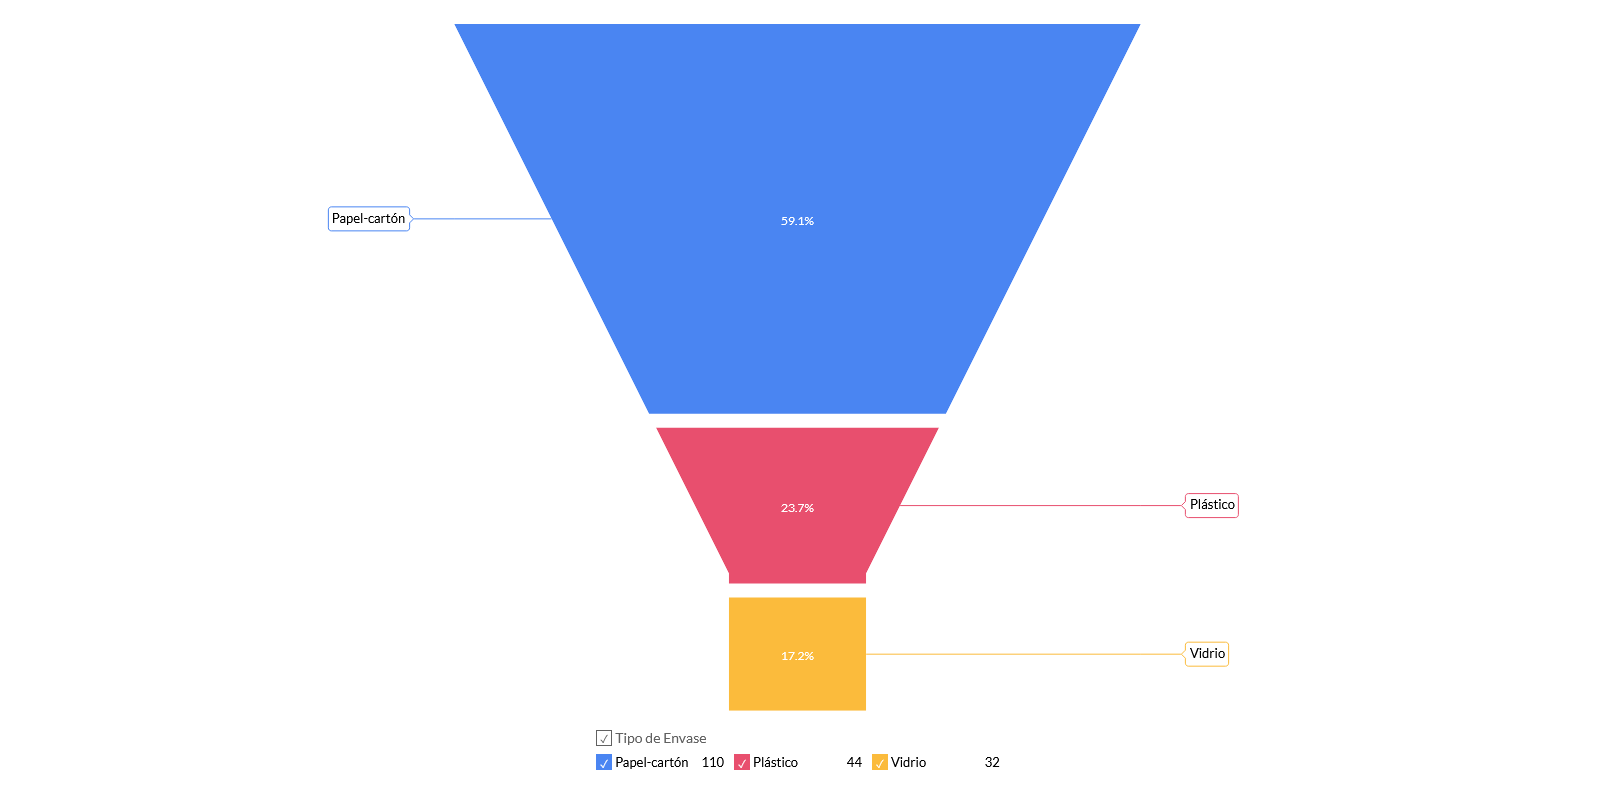 Papel-cartón
59.1%
23.7%
Plástico
17.2%
Vidrio
Tipo de Envase
Papel-cartón 110 Plástico 44 Vidrio 32